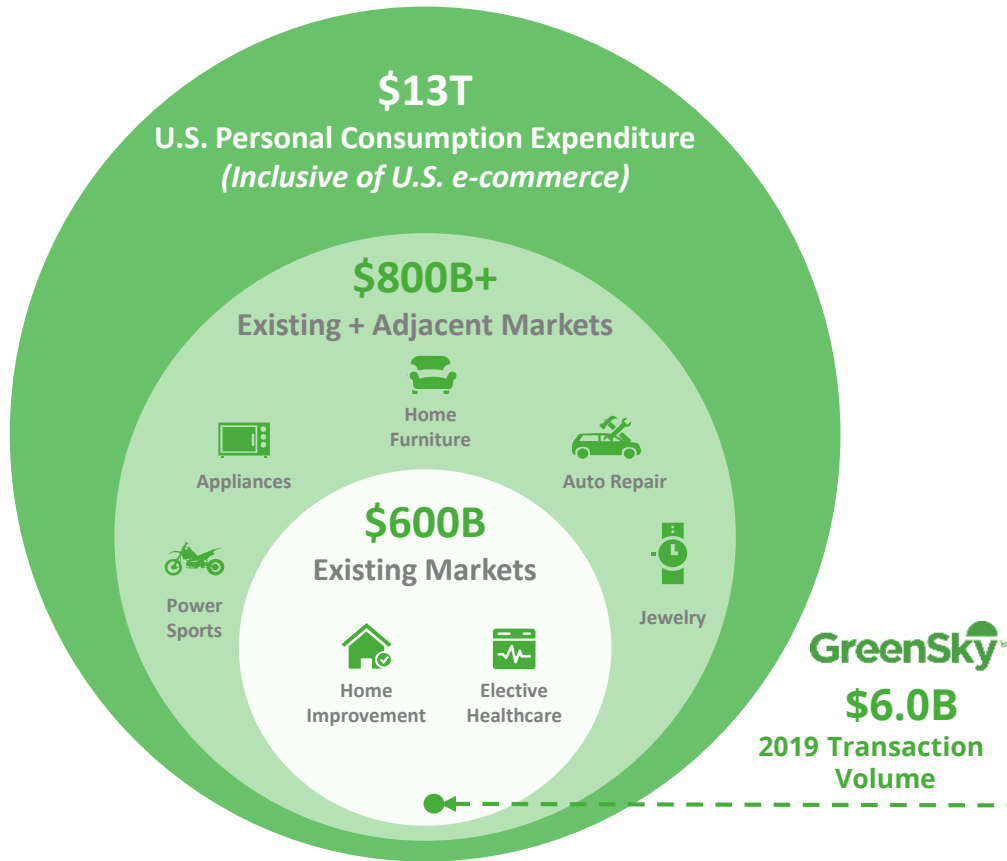 $13T
U.S. Personal Consumption Expenditure
(Inclusive of U.S. e-commerce)
$800B+
Existing + Adjacent Markets
Home
Furniture
Appliances
Auto Repair
$600B
Existing Markets
Power
Sports
Jewelry
Home
Improvement
Elective
Healthcare
GreenSky
$6.0B
2019 Transaction
Volume